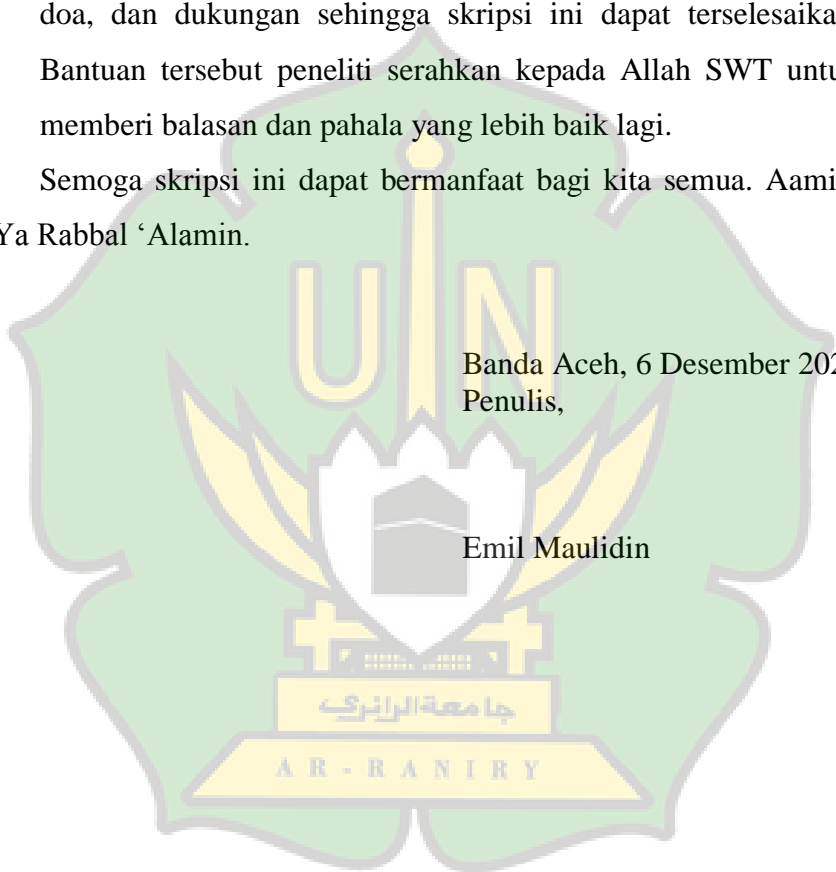 doa, dan dukungan sehingga skripsi ini dapat terselesaika
Bantuan tersebut peneliti serahkan kepada Allah SWT untu
memberi balasan dan pahala yang lebih baik lagi.
Semoga skripsi ini dapat bermanfaat bagi kita semua. Aami
Ya Rabbal ‘Alamin.
UIN
Banda Aceh, 6 Desember 202
Penulis,
Emil Maulidin
جامعة الرانري
AR-RANIRY